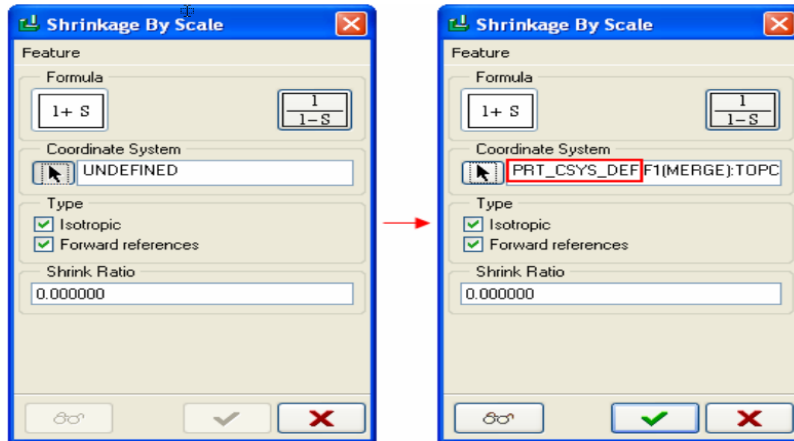 Shrinkage By Scale
Feature
Formula
1+ S
1
1-S
Coordinate System
UNDEFINED
Type
Isotropic
Forward references
Shrink Ratio
0.000000
Shrinkage By Scale
Feature
Formula
1+ S
1
1-S
Coordinate System
PRT_CSYS_DEF F1(MERGE):TOPC
Type
Isotropic
Forward references
Shrink Ratio
0.000000